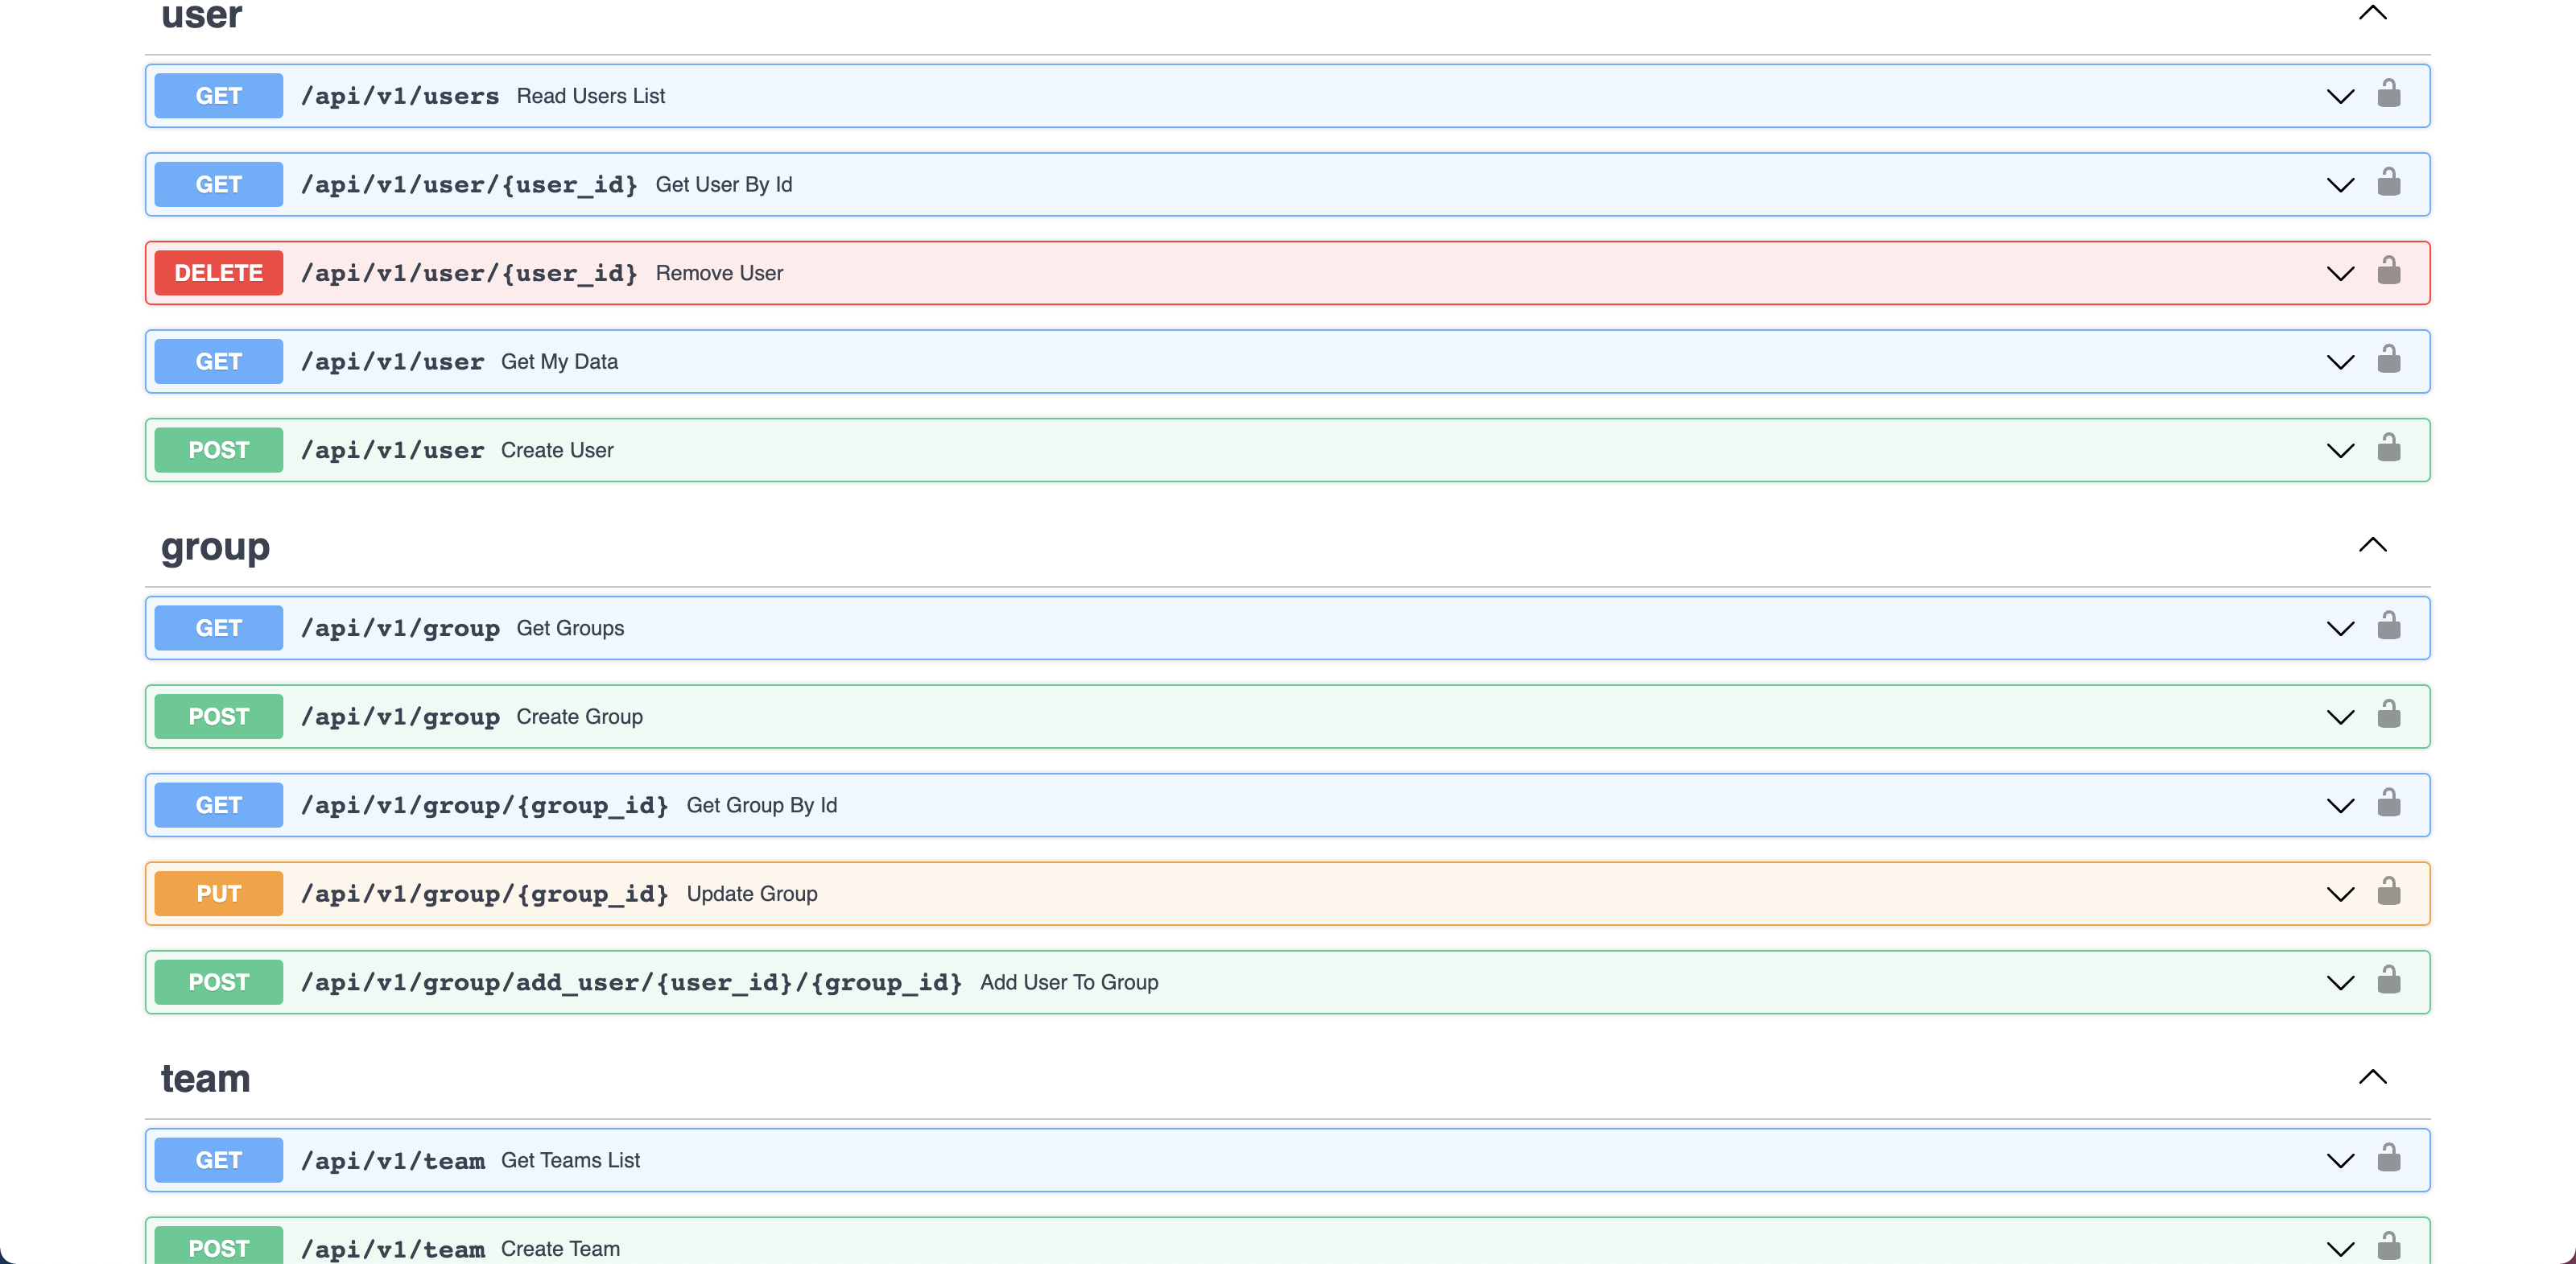 user
GET /api/v1/users Read Users List
GET /api/v1/user/{user_id} Get User By Id
DELETE /api/v1/user/{user_id} Remove User
GET /api/v1/user Get My Data
POST /api/v1/user Create User
group
GET /api/v1/group Get Groups
POST /api/v1/group Create Group
GET /api/v1/group/{group_id} Get Group By Id
PUT /api/v1/group/{group_id} Update Group
POST /api/v1/group/add_user/{user_id}/{group_id} Add User To Group
team
GET /api/v1/team Get Teams List
POST /api/v1/team Create Team